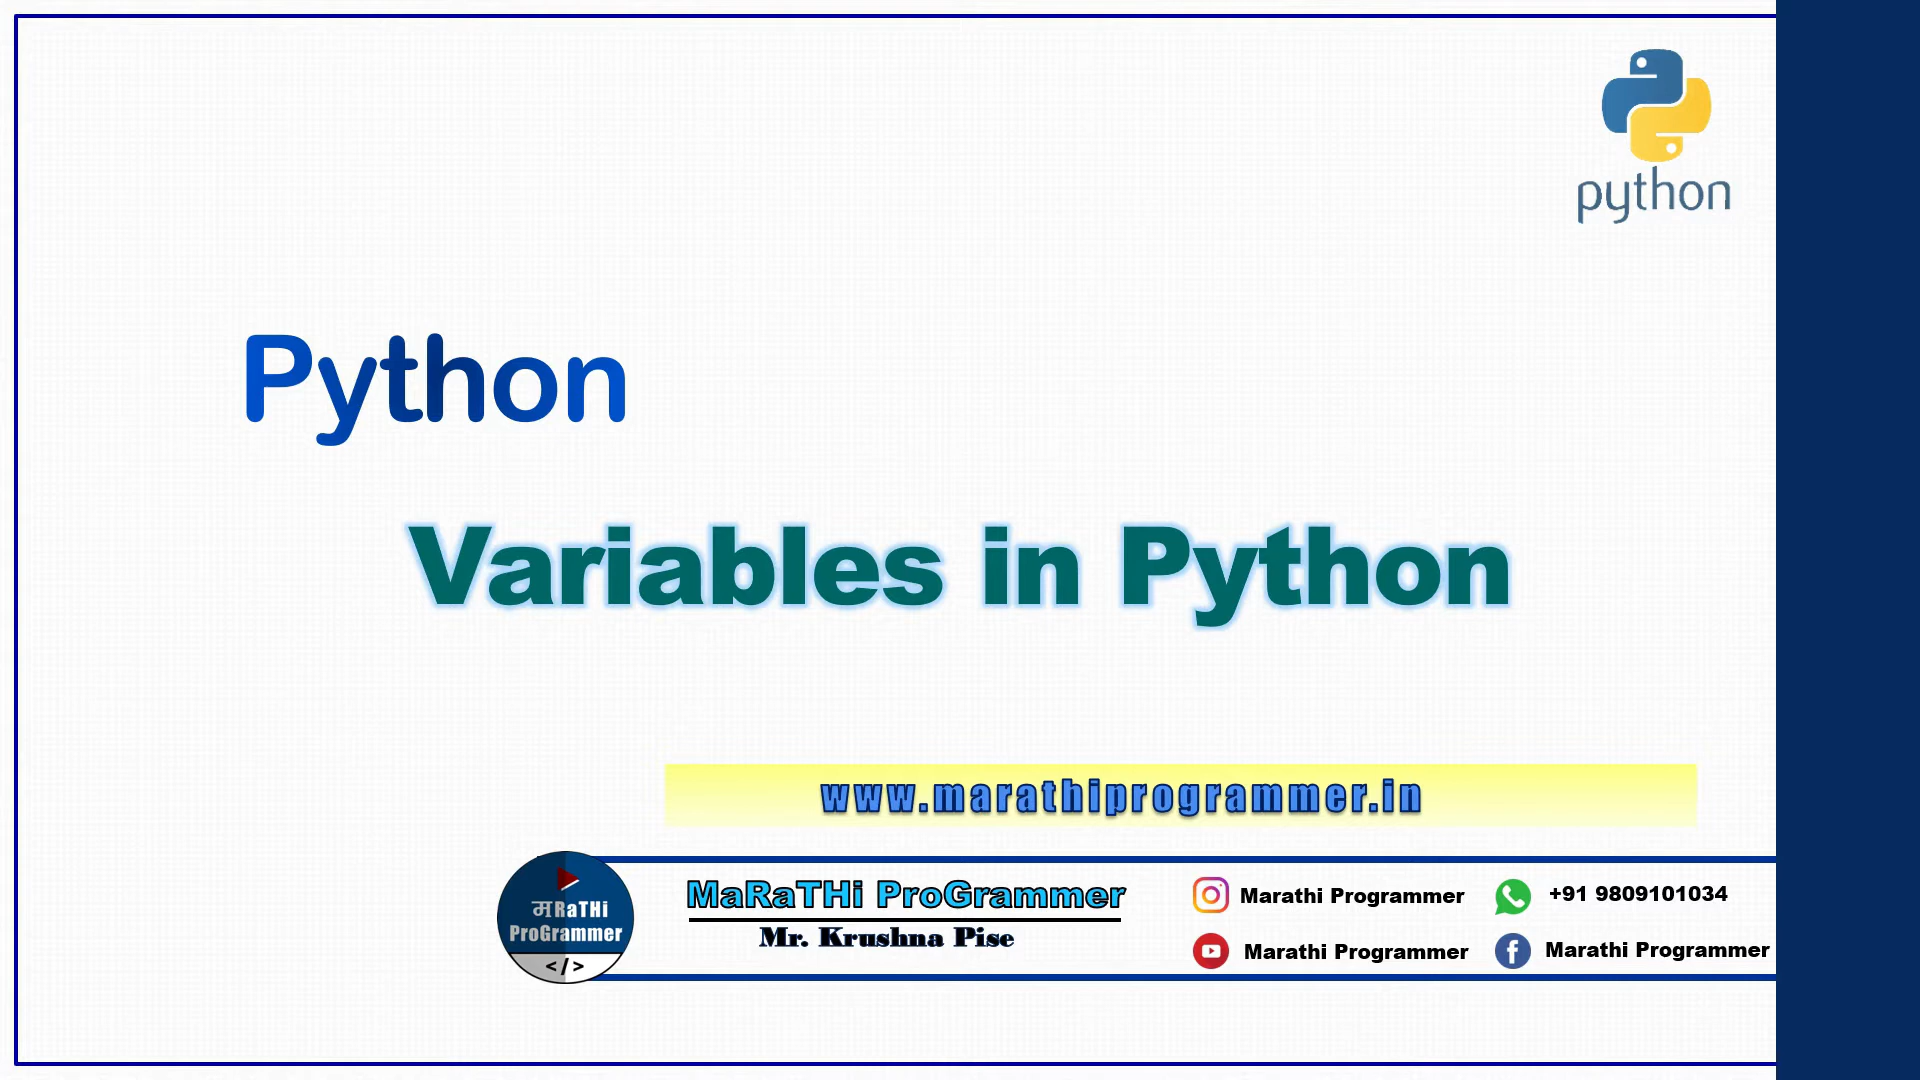 python
Python
Variables in Python
www.marathiprogrammer.in
मRaTHi
ProGrammer
</>
MaRaTHi ProGrammer
Mr. Krushna Pise
Marathi Programmer
+91 9809101034
Marathi Programmer
Marathi Programmer